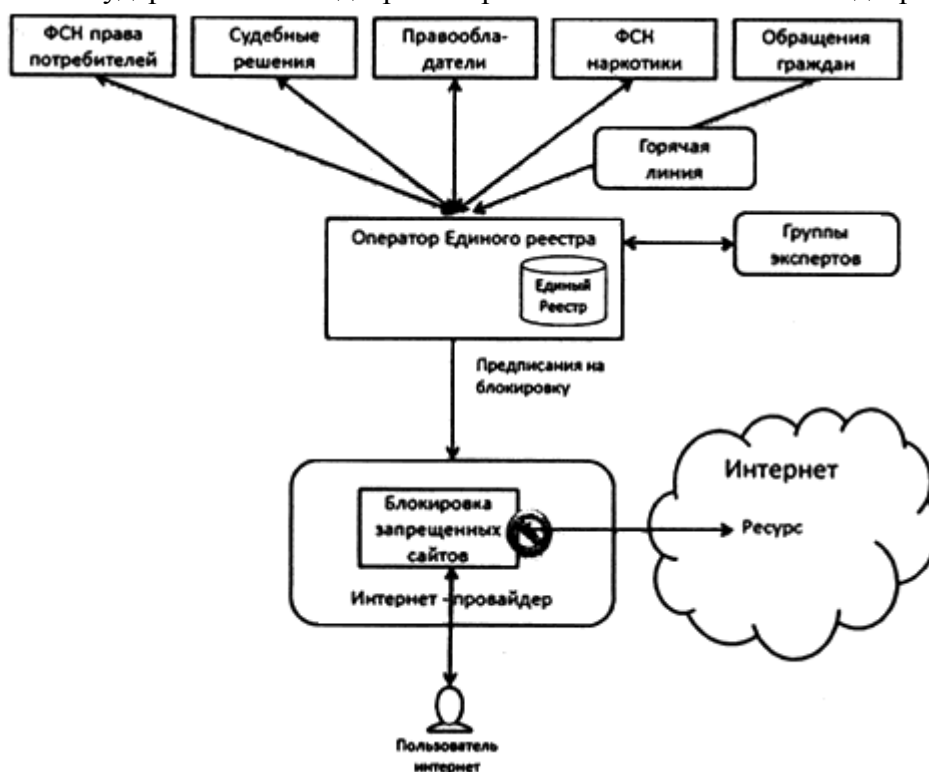 ФСН права
потребителей
Судебные
решения
Правообла-
датели
ФСН
наркотики
Обращения
граждан
Горячая
линия
Оператор Единого реестра
Единый
Реестр
Группы
экспертов
Предписания на
блокировку
Интернет
Ресурс
Блокировка
запрещенных
сайтов
Интернет - провайдер
Пользователь
интернет